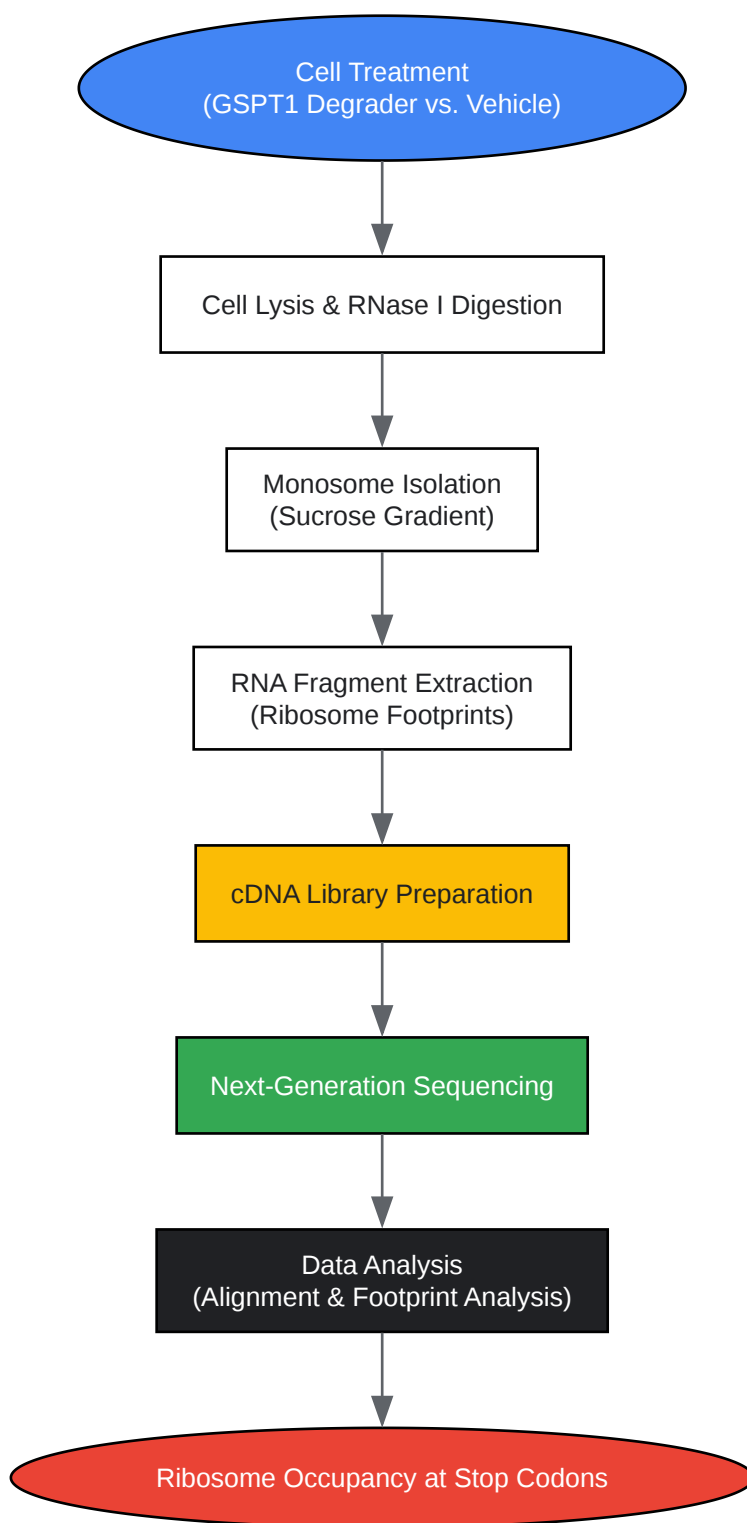 Cell Treatment
(GSPT1 Degrader vs. Vehicle)
Cell Lysis & RNase I Digestion
Monosome Isolation
(Sucrose Gradient)
RNA Fragment Extraction
(Ribosome Footprints)
cDNA Library Preparation
Next-Generation Sequencing
Data Analysis
(Alignment & Footprint Analysis)
Ribosome Occupancy at Stop Codons